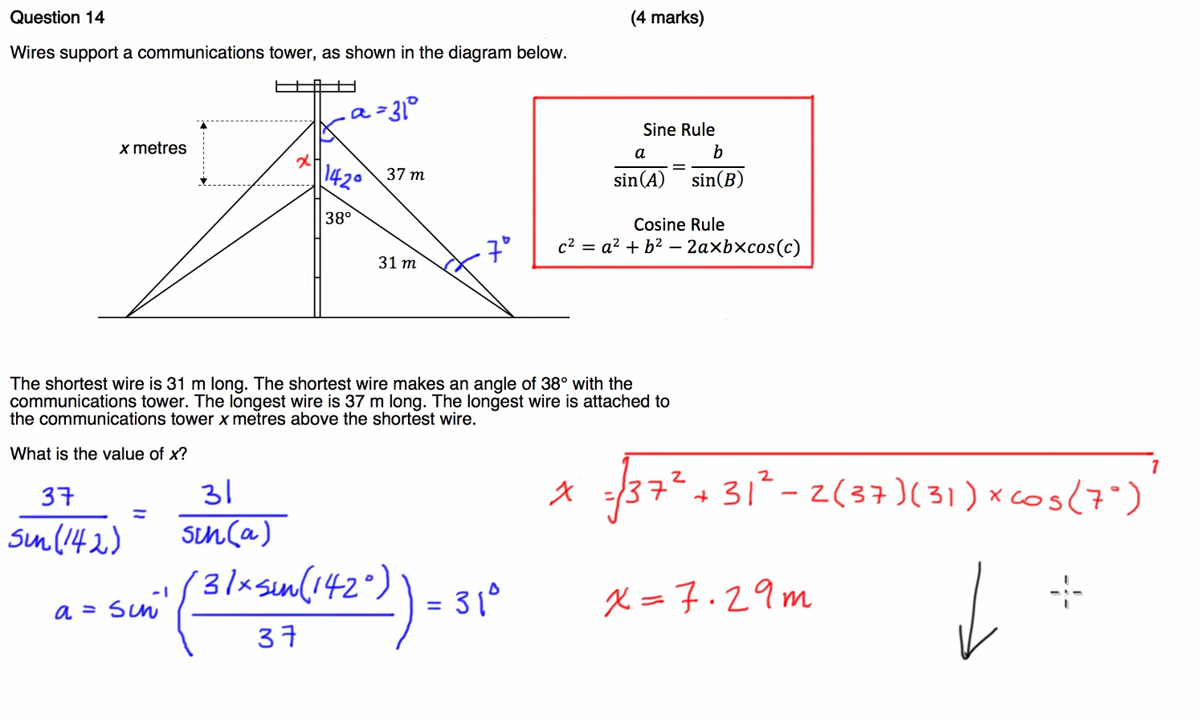 Question 14
(4 marks)
Wires support a communications tower, as shown in the diagram below.
a = 31°
x metres
x
142°
37 m
38°
31 m
7°
Sine Rule
a/sin(A) = b/sin(B)
Cosine Rule
c² = a² + b² − 2a×b×cos(c)
The shortest wire is 31 m long. The shortest wire makes an angle of 38° with the
communications tower. The longest wire is 37 m long. The longest wire is attached to
the communications tower x metres above the shortest wire.
What is the value of x?
37/sin(142) = 31/sin(a)
a = sin⁻¹(31×sin(142°)/37) = 31°
x = √37² + 31² − 2(37)(31) × cos(7°)
x = 7.29m